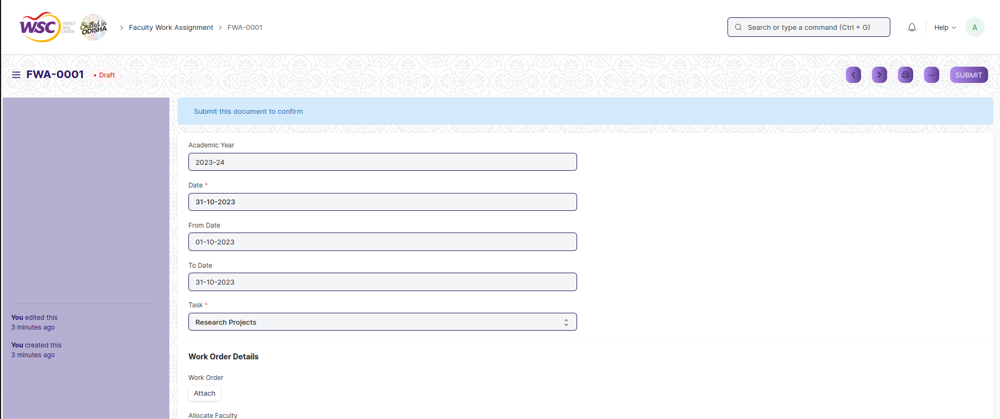 WSC WORLD SKILL CENTER
Skilled in ODISHA
Faculty Work Assignment
FWA-0001
Search or type a command (Ctrl + G)
Help
A
FWA-0001
Draft
SUBMIT
Submit this document to confirm
Academic Year
2023-24
Date *
31-10-2023
From Date
01-10-2023
To Date
31-10-2023
Task *
Research Projects
You edited this
3 minutes ago
You created this
3 minutes ago
Work Order Details
Work Order
Attach
Allocate Faculty